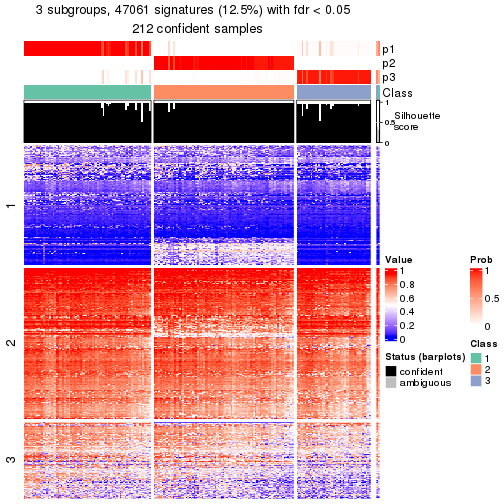 3 subgroups, 47061 signatures (12.5%) with fdr < 0.05
212 confident samples
p1
p2
p3
Class
1
0.5
0
Silhouette
score
1
2
3
Value
1
0.8
0.6
0.4
0.2
0
Status (barplots)
confident
ambiguous
Prob
1
0.5
0
Class
1
2
3